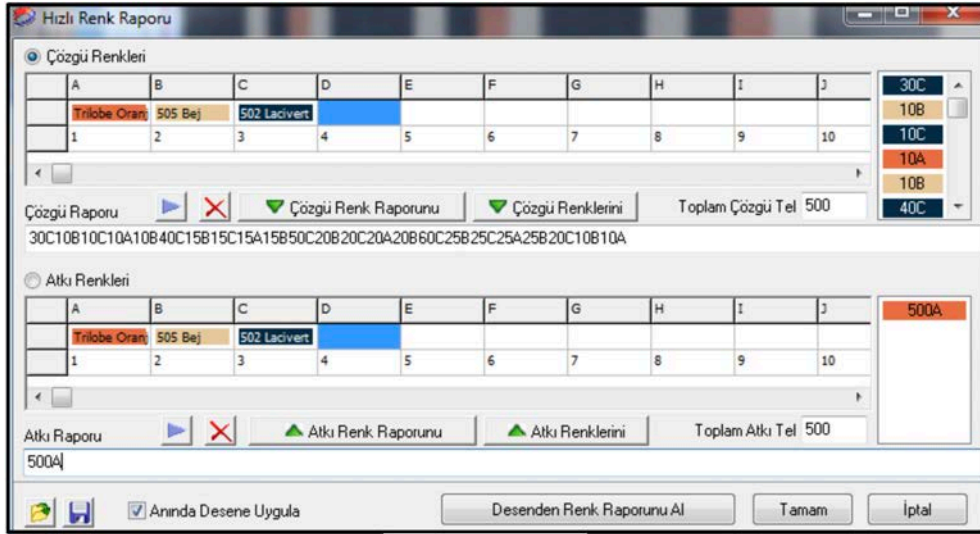 Hızlı Renk Raporu
Çözgü Renkleri
A B C D E F G H I J
Trilobe Oranj 505 Bej 502 Lacivert
1 2 3 4 5 6 7 8 9 10
30C
10B
10C
10A
10B
40C
Çözgü Raporu Çözgü Renk Raporunu Çözgü Renklerini Toplam Çözgü Tel 500
30C10B10C10A10B40C15B15C15A15B50C20B20C20A20B60C25B25C25A25B20C10B10A
Atkı Renkleri
A B C D E F G H I J
Trilobe Oranj 505 Bej 502 Lacivert
1 2 3 4 5 6 7 8 9 10
500A
Atkı Raporu Atkı Renk Raporunu Atkı Renklerini Toplam Atkı Tel 500
500A
Anında Desene Uygula Desenden Renk Raporunu Al Tamam İptal